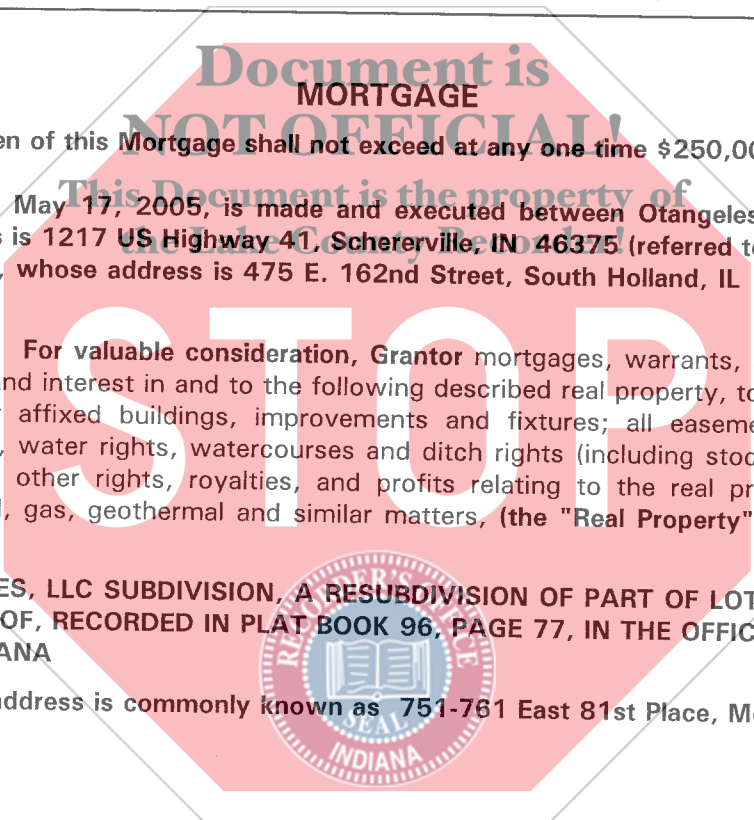 Document is
MORTGAGE
NOT OFFICIAL!
en of this Mortgage shall not exceed at any one time $250,00
This Document is the property of
May 17, 2005, is made and executed between Otangeles
the Lake County Recorder!
s is 1217 US Highway 41, Schererville, IN 46375 (referred to
, whose address is 475 E. 162nd Street, South Holland, IL
STOP
For valuable consideration, Grantor mortgages, warrants,
nd interest in and to the following described real property, to
affixed buildings, improvements and fixtures; all easeme
, water rights, watercourses and ditch rights (including stoc
other rights, royalties, and profits relating to the real pr
l, gas, geothermal and similar matters, (the "Real Property"
ES, LLC SUBDIVISION, A RESUBDIVISION OF PART OF LOT
OF, RECORDED IN PLAT BOOK 96, PAGE 77, IN THE OFFIC
IANA
address is commonly known as 751-761 East 81st Place, Me
RECORDER'S OFFICE
SEAL
INDIANA